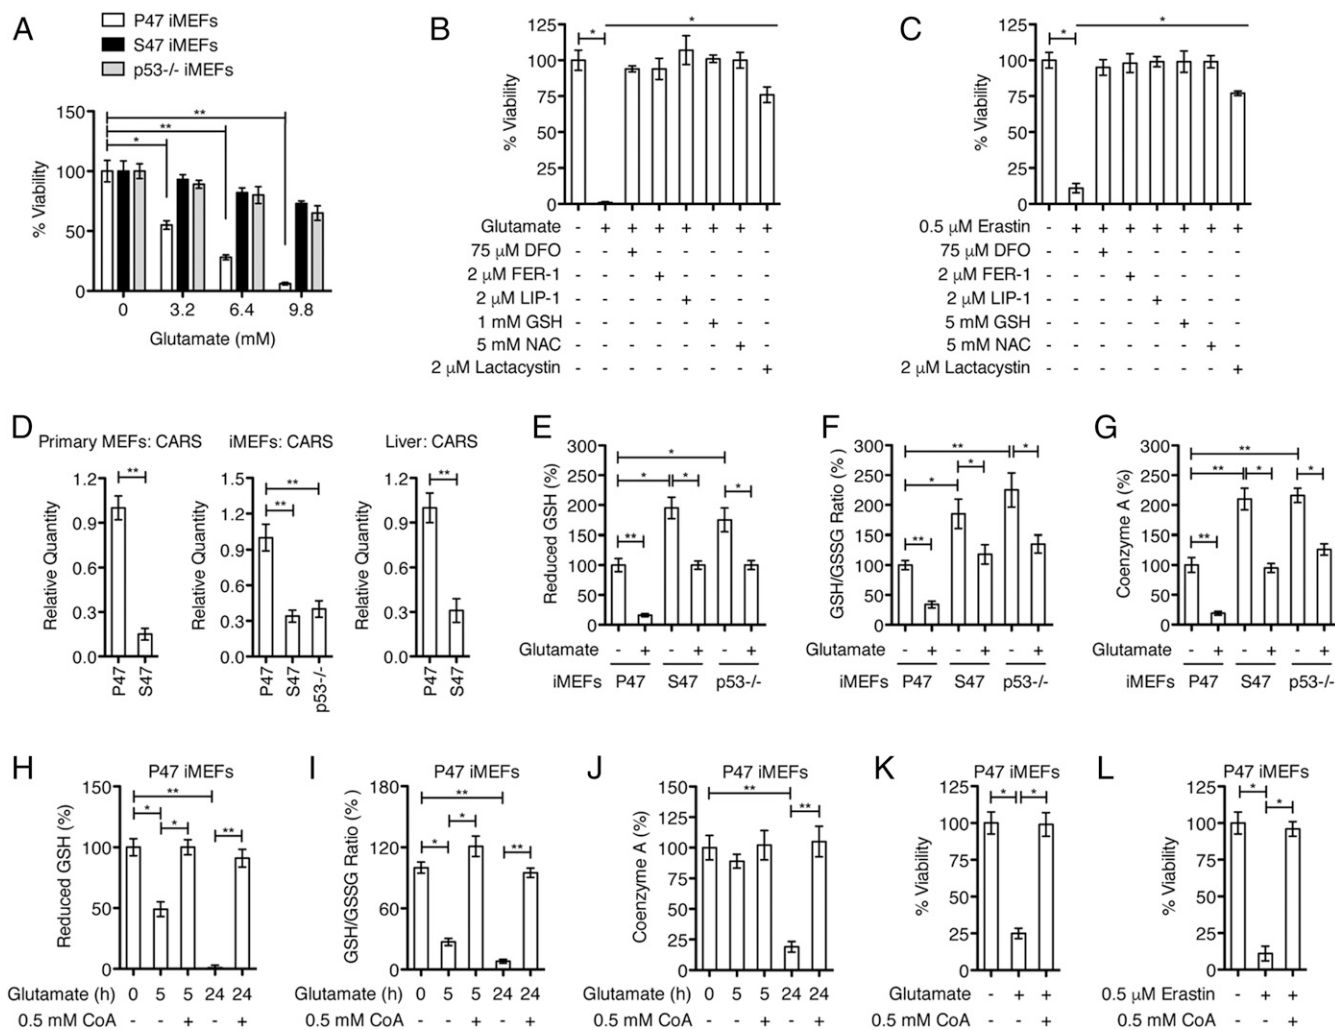 A
P47 iMEFs
S47 iMEFs
p53-/- iMEFs
% Viability
150
100
50
0
**
**
*
0 3.2 6.4 9.8
Glutamate (mM)
B
% Viability
125
100
75
50
25
0
*
*
Glutamate - + + + + + + +
75 μM DFO - - + - - - - -
2 μM FER-1 - - - + - - - -
2 μM LIP-1 - - - - + - - -
1 mM GSH - - - - - + - -
5 mM NAC - - - - - - + -
2 μM Lactacystin - - - - - - - +
C
% Viability
125
100
75
50
25
0
*
*
0.5 μM Erastin - + + + + + + +
75 μM DFO - - + - - - - -
2 μM FER-1 - - - + - - - -
2 μM LIP-1 - - - - + - - -
5 mM GSH - - - - - + - -
5 mM NAC - - - - - - + -
2 μM Lactacystin - - - - - - - +
D
Primary MEFs: CARS
Relative Quantity
1.2
0.9
0.6
0.3
0.0
**
P47 S47
iMEFs: CARS
Relative Quantity
1.5
1.2
0.9
0.6
0.3
0.0
**
**
P47 S47 p53-/-
Liver: CARS
Relative Quantity
1.2
0.9
0.6
0.3
0.0
**
P47 S47
E
Reduced GSH (%)
300
250
200
150
100
50
0
*
* *
*
**
Glutamate - + - + - +
iMEFs P47 S47 p53-/-
F
GSH/GSSG Ratio (%)
300
250
200
150
100
50
0
** *
*
*
**
Glutamate - + - + - +
iMEFs P47 S47 p53-/-
G
Coenzyme A (%)
300
250
200
150
100
50
0
**
** * *
**
Glutamate - + - + - +
iMEFs P47 S47 p53-/-
H
P47 iMEFs
Reduced GSH (%)
150
100
50
0
**
*
* **
Glutamate (h) 0 5 5 24 24
0.5 mM CoA - - + - +
I
P47 iMEFs
GSH/GSSG Ratio (%)
180
120
60
0
**
*
* **
Glutamate (h) 0 5 5 24 24
0.5 mM CoA - - + - +
J
P47 iMEFs
Coenzyme A (%)
150
125
100
75
50
25
0
**
**
Glutamate (h) 0 5 5 24 24
0.5 mM CoA - - + - +
K
P47 iMEFs
% Viability
125
100
75
50
25
0
* *
Glutamate - + +
0.5 mM CoA - - +
L
P47 iMEFs
% Viability
125
100
75
50
25
0
*
*
0.5 μM Erastin - + +
0.5 mM CoA - - +